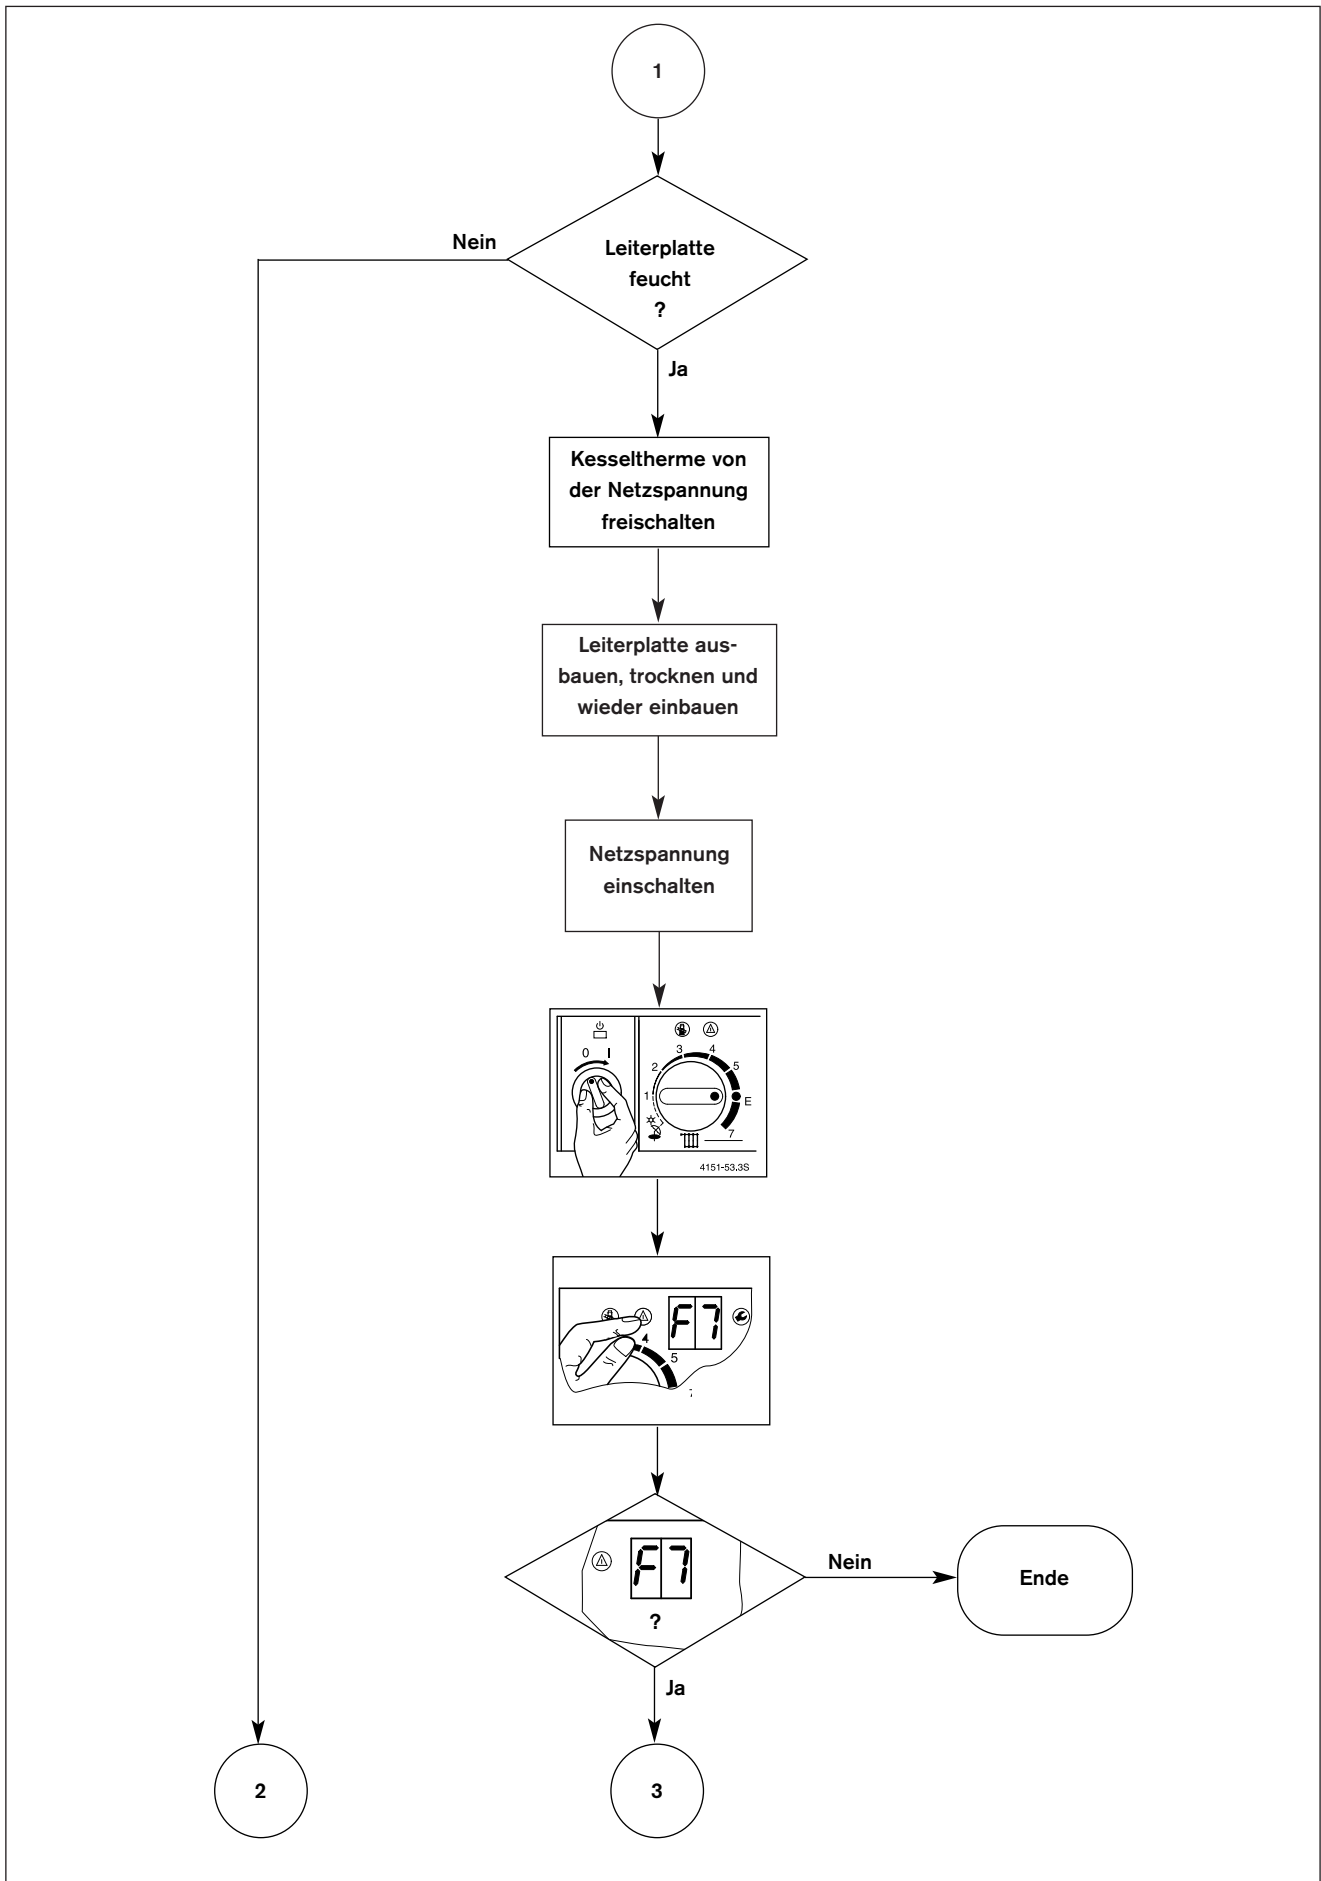 1
Nein
Leiterplatte
feucht
?
Ja
Kesseltherme von
der Netzspannung
freischalten
Leiterplatte aus-
bauen, trocknen und
wieder einbauen
Netzspannung
einschalten
0 I
3 4
2 5
1 E
7
4151-53.3S
F7
4
5
F7
?
Nein
Ende
Ja
2
3